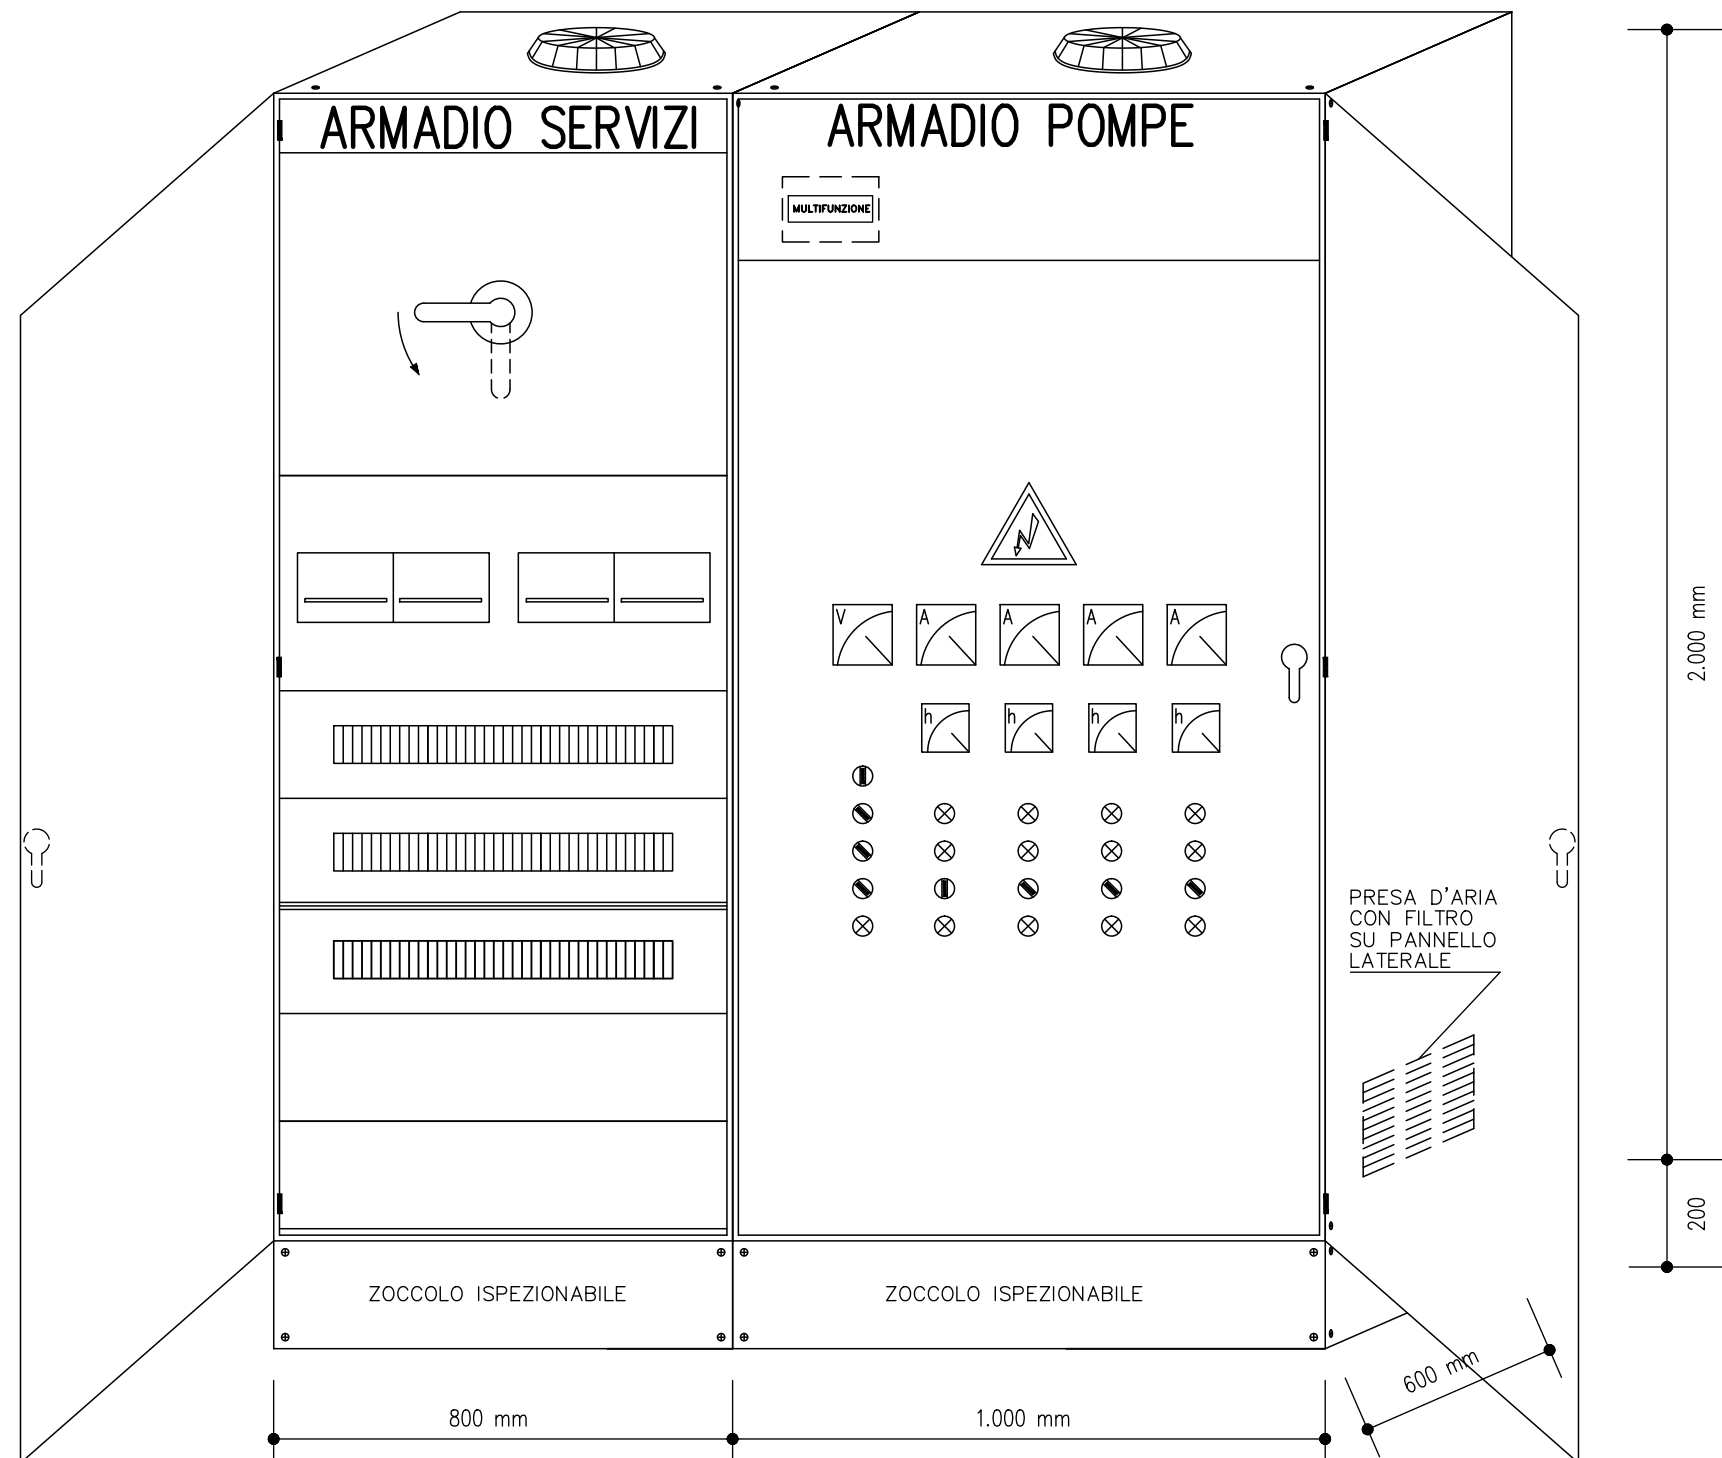 ARMADIO SERVIZI
ARMADIO POMPE
MULTIFUNZIONE
V
A
A
A
A
h
h
h
h
2.000 mm
PRESA D'ARIA
CON FILTRO
SU PANNELLO
LATERALE
200
ZOCCOLO ISPEZIONABILE
ZOCCOLO ISPEZIONABILE
600 mm
800 mm
1.000 mm